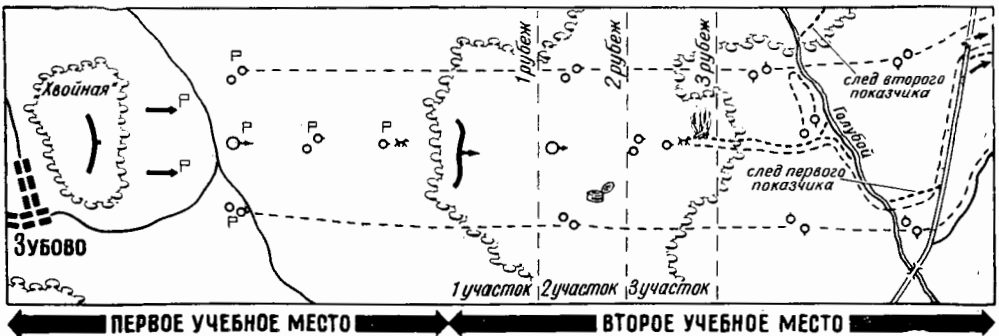 „Хвойная"
Р
Р
Р
Р
Р
Р
Р
Зубово
1 рубеж
2 рубеж
3 рубеж
1 участок
2 участок
3 участок
след второго
показчика
Голубой
след первого
показчика
ПЕРВОЕ УЧЕБНОЕ МЕСТО
ВТОРОЕ УЧЕБНОЕ МЕСТО